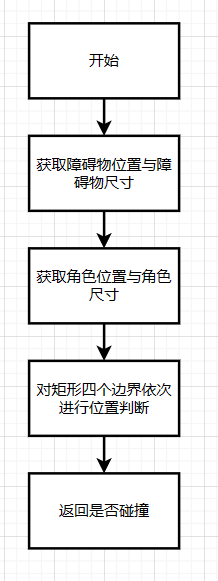 开始
获取障碍物位置与障
碍物尺寸
获取角色位置与角色
尺寸
对矩形四个边界依次
进行位置判断
返回是否碰撞